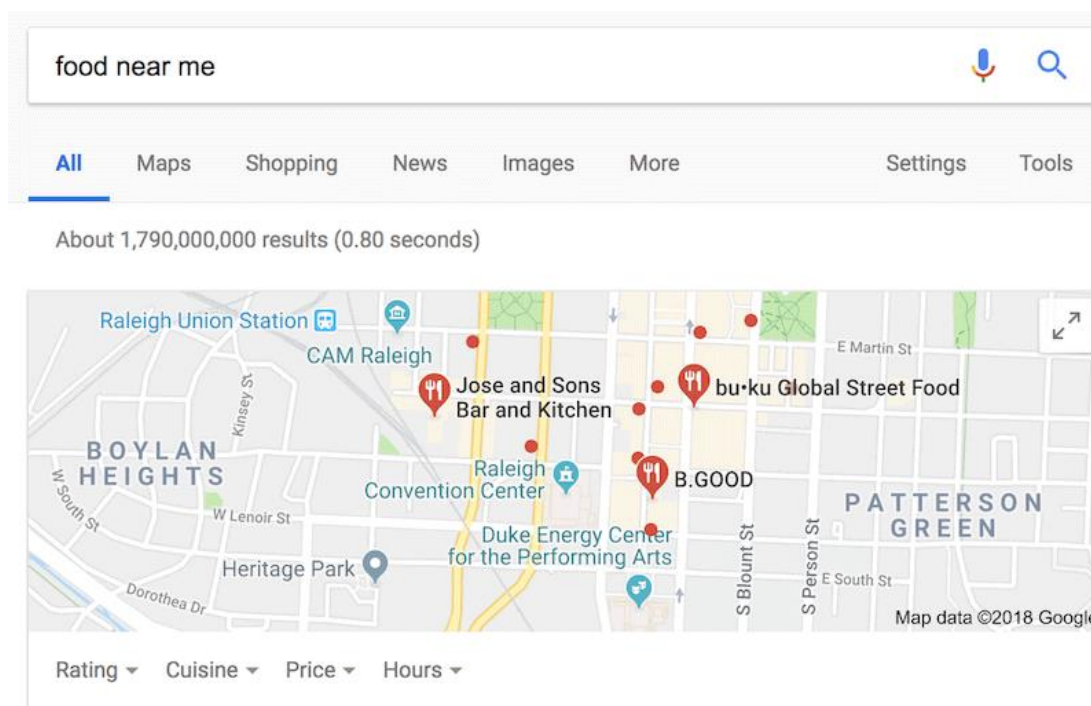 food near me
All Maps Shopping News Images More Settings Tools
About 1,790,000,000 results (0.80 seconds)
Raleigh Union Station
CAM Raleigh
E Martin St
Kinsey St
Jose and Sons
Bar and Kitchen
bu•ku Global Street Food
BOYLAN
HEIGHTS
Raleigh
Convention Center
B.GOOD
W South St
W Lenoir St
PATTERSON
GREEN
Duke Energy Center
for the Performing Arts
S Blount St
S Person St
Heritage Park
E South St
Dorothea Dr
Map data ©2018 Google
Rating Cuisine Price Hours